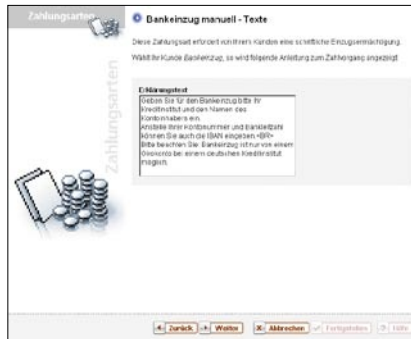 Zahlungsarten
Bankeinzug manuell - Texte
Diese Zahlungsart erfordert von Ihrem Kunden eine schriftliche Einzugsermächtigung.
Wählt Ihr Kunde Bankeinzug, so wird folgende Anleitung zum Zahlvorgang angezeigt
Zahlungsarten
Erklärungstext
Geben Sie für den Bankeinzug bitte Ihr
Kreditinstitut und den Namen des
Kontoinhabers ein.
Anstelle Ihrer Kontonummer und Bankleitzahl
können Sie auch die IBAN eingeben.<BR>
Bitte beachten Sie: Bankeinzug ist nur von einem
Girokonto bei einem deutschen Kreditinstitut
möglich.
Zurück Weiter Abbrechen Fertigstellen Hilfe